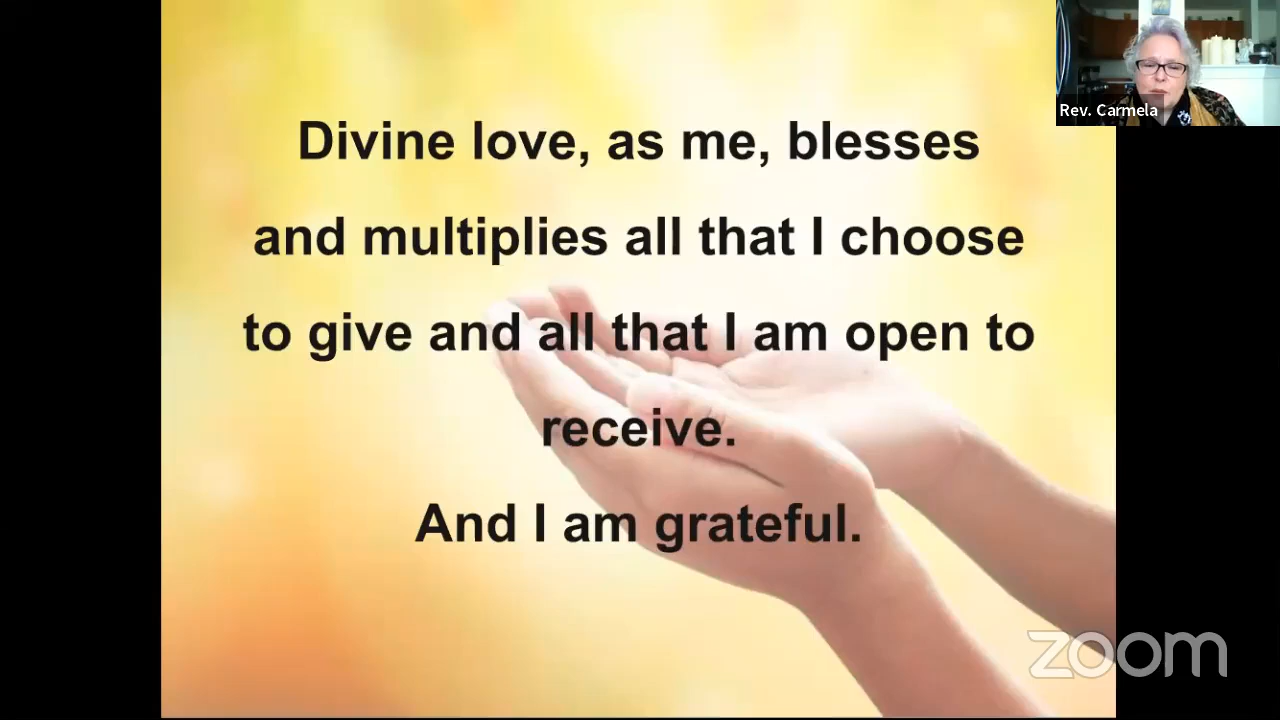 Divine love, as me, blesses
and multiplies all that I choose
to give and all that I am open to
receive.
And I am grateful.
Rev. Carmela
zoom